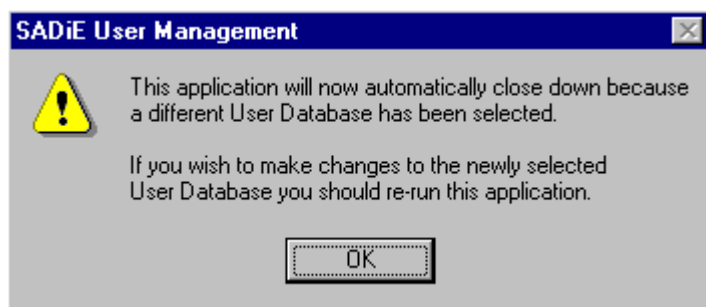 SADiE User Management
This application will now automatically close down because
a different User Database has been selected.
If you wish to make changes to the newly selected
User Database you should re-run this application.
OK